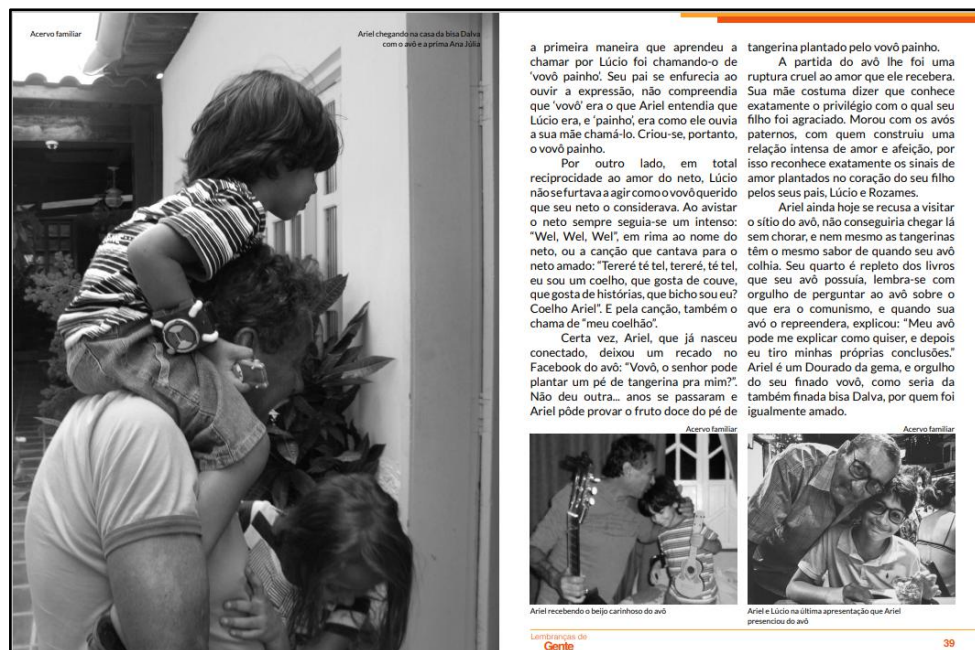 Acervo familiar
Ariel chegando na casa da bisa Dalva
com o avô e a prima Ana Júlia
a primeira maneira que aprendeu a
chamar por Lúcio foi chamando-o de
‘vovô painho’. Seu pai se enfurecia ao
ouvir a expressão, não compreendia
que ‘vovô’ era o que Ariel entendia que
Lúcio era, e ‘painho’, era como ele ouvia
a sua mãe chamá-lo. Criou-se, portanto,
o vovô painho.
Por outro lado, em total
reciprocidade ao amor do neto, Lúcio
não se furtava a agir como o vovô querido
que seu neto o considerava. Ao avistar
o neto sempre seguia-se um intenso:
“Wel, Wel, Wel”, em rima ao nome do
neto, ou a canção que cantava para o
neto amado: “Tereré té tel, tereré, té tel,
eu sou um coelho, que gosta de couve,
que gosta de histórias, que bicho sou eu?
Coelho Ariel”. E pela canção, também o
chama de “meu coelhão”.
Certa vez, Ariel, que já nasceu
conectado, deixou um recado no
Facebook do avô: “Vovô, o senhor pode
plantar um pé de tangerina pra mim?”.
Não deu outra... anos se passaram e
Ariel pôde provar o fruto doce do pé de
tangerina plantado pelo vovô painho.
A partida do avô lhe foi uma
ruptura cruel ao amor que ele recebera.
Sua mãe costuma dizer que conhece
exatamente o privilégio com o qual seu
filho foi agraciado. Morou com os avós
paternos, com quem construiu uma
relação intensa de amor e afeição, por
isso reconhece exatamente os sinais de
amor plantados no coração do seu filho
pelos seus pais, Lúcio e Rozames.
Ariel ainda hoje se recusa a visitar
o sítio do avô, não conseguiria chegar lá
sem chorar, e nem mesmo as tangerinas
têm o mesmo sabor de quando seu avô
colhia. Seu quarto é repleto dos livros
que seu avô possuía, lembra-se com
orgulho de perguntar ao avô sobre o
que era o comunismo, e quando sua
avó o repreendera, explicou: “Meu avô
pode me explicar como quiser, e depois
eu tiro minhas próprias conclusões.”
Ariel é um Dourado da gema, e orgulho
do seu finado vovô, como seria da
também finada bisa Dalva, por quem foi
igualmente amado.
Acervo familiar
Ariel recebendo o beijo carinhoso do avô
Acervo familiar
Ariel e Lúcio na última apresentação que Ariel
presenciou do avô
Lembranças de
Gente
39